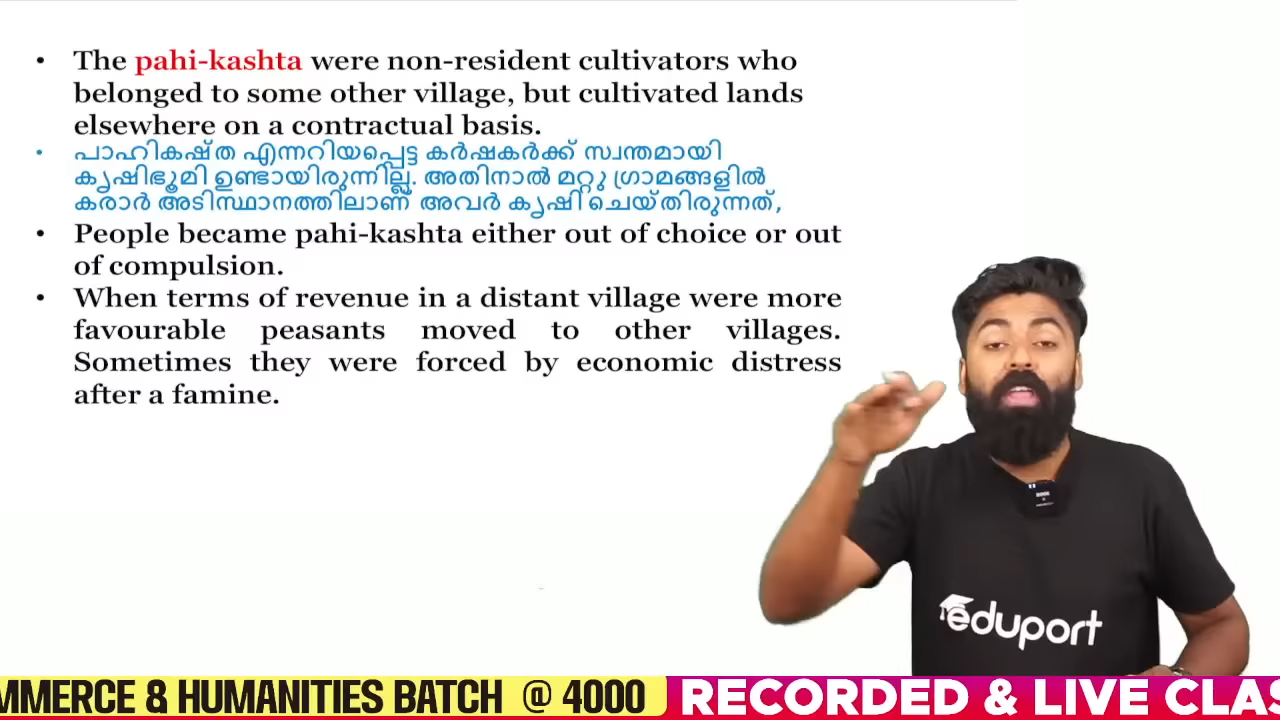 • The pahi-kashta were non-resident cultivators who
belonged to some other village, but cultivated lands
elsewhere on a contractual basis.
• പാഹികഷ്ത എന്നറിയപ്പെട്ട കർഷകർക്ക് സ്വന്തമായി
കൃഷിഭൂമി ഉണ്ടായിരുന്നില്ല. അതിനാൽ മറ്റു ഗ്രാമങ്ങളിൽ
കരാർ അടിസ്ഥാനത്തിലാണ് അവർ കൃഷി ചെയ്തിരുന്നത്,
• People became pahi-kashta either out of choice or out
of compulsion.
• When terms of revenue in a distant village were more
favourable peasants moved to other villages.
Sometimes they were forced by economic distress
after a famine.
eduport
MMERCE & HUMANITIES BATCH @ 4000
RECORDED & LIVE CLAS